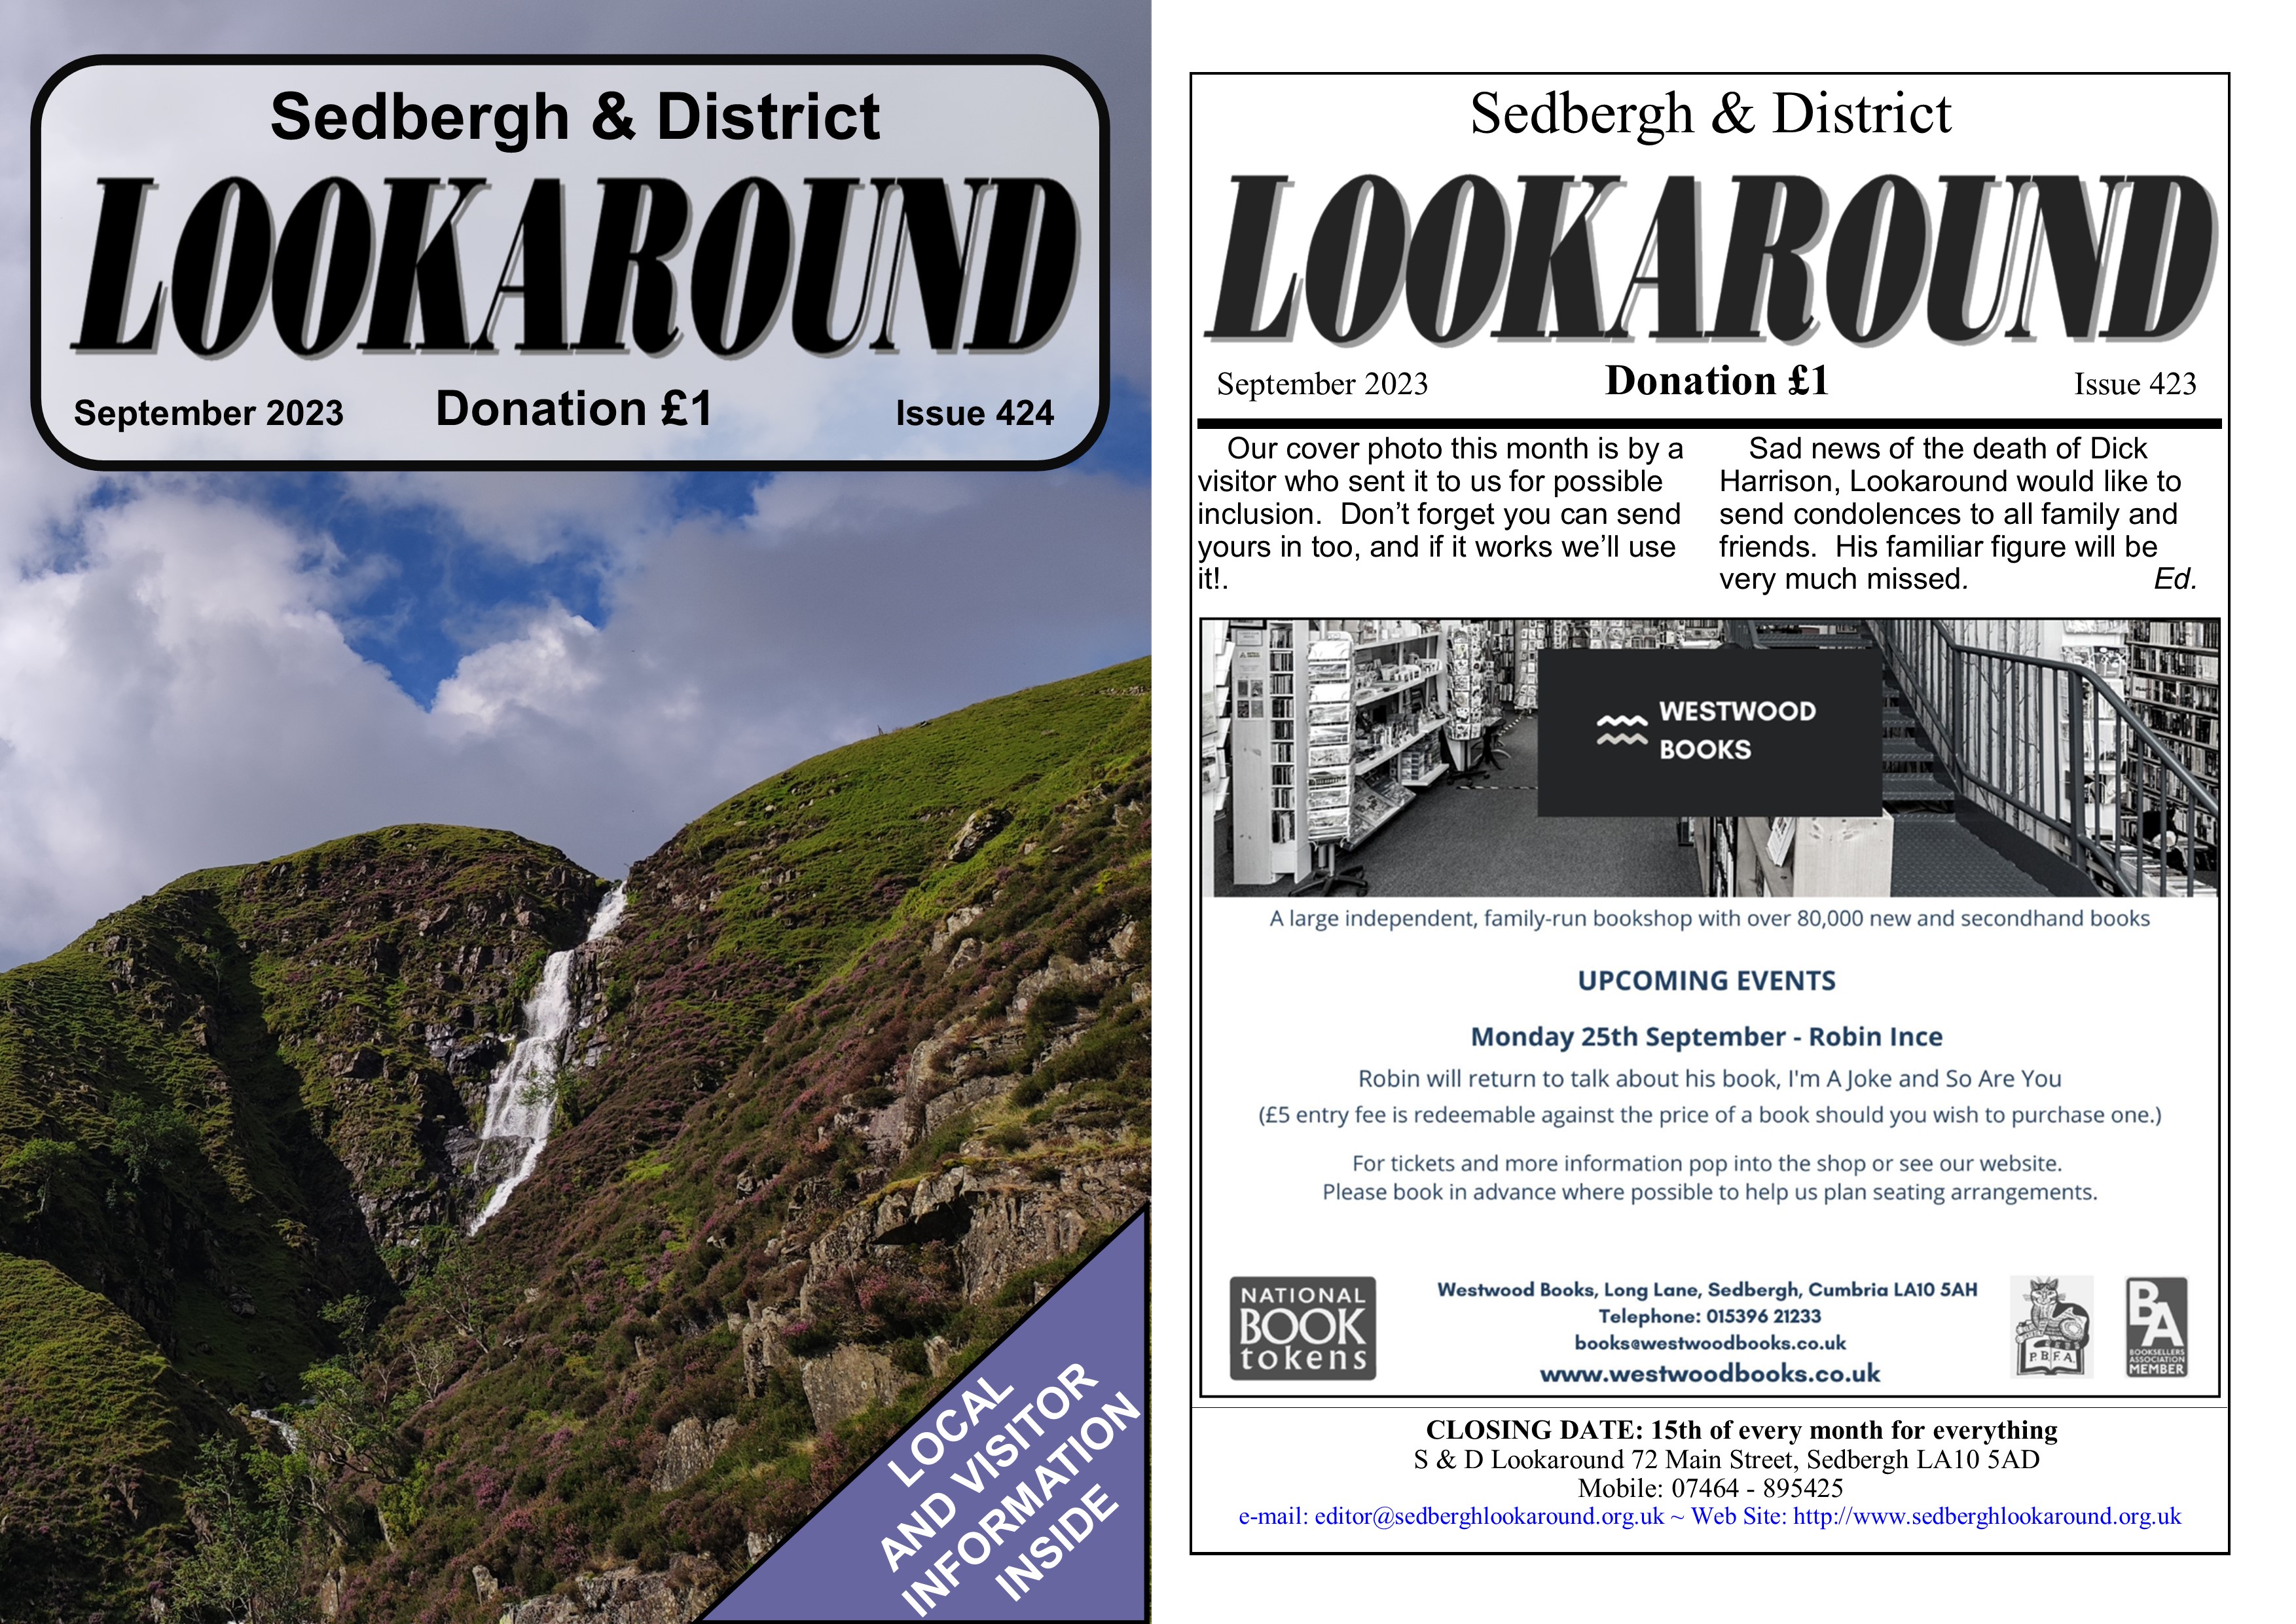 Sedbergh & District
LOOKAROUND
September 2023 Donation £1 Issue 424
LOCAL
AND VISITOR
INFORMATION
INSIDE
Sedbergh & District
LOOKAROUND
September 2023 Donation £1 Issue 423
Our cover photo this month is by a
visitor who sent it to us for possible
inclusion.  Don’t forget you can send
yours in too, and if it works we’ll use
it!.
Sad news of the death of Dick
Harrison, Lookaround would like to
send condolences to all family and
friends.  His familiar figure will be
very much missed. Ed.
WESTWOOD
BOOKS
A large independent, family-run bookshop with over 80,000 new and secondhand books
UPCOMING EVENTS
Monday 25th September - Robin Ince
Robin will return to talk about his book, I'm A Joke and So Are You
(£5 entry fee is redeemable against the price of a book should you wish to purchase one.)
For tickets and more information pop into the shop or see our website.
Please book in advance where possible to help us plan seating arrangements.
NATIONAL
BOOK
tokens
Westwood Books, Long Lane, Sedbergh, Cumbria LA10 5AH
Telephone: 015396 21233
books@westwoodbooks.co.uk
www.westwoodbooks.co.uk
P.B.F.A.
BA
BOOKSELLERS
ASSOCIATION
MEMBER
CLOSING DATE: 15th of every month for everything
S & D Lookaround 72 Main Street, Sedbergh LA10 5AD
Mobile: 07464 - 895425
e-mail: editor@sedberghlookaround.org.uk ~ Web Site: http://www.sedberghlookaround.org.uk